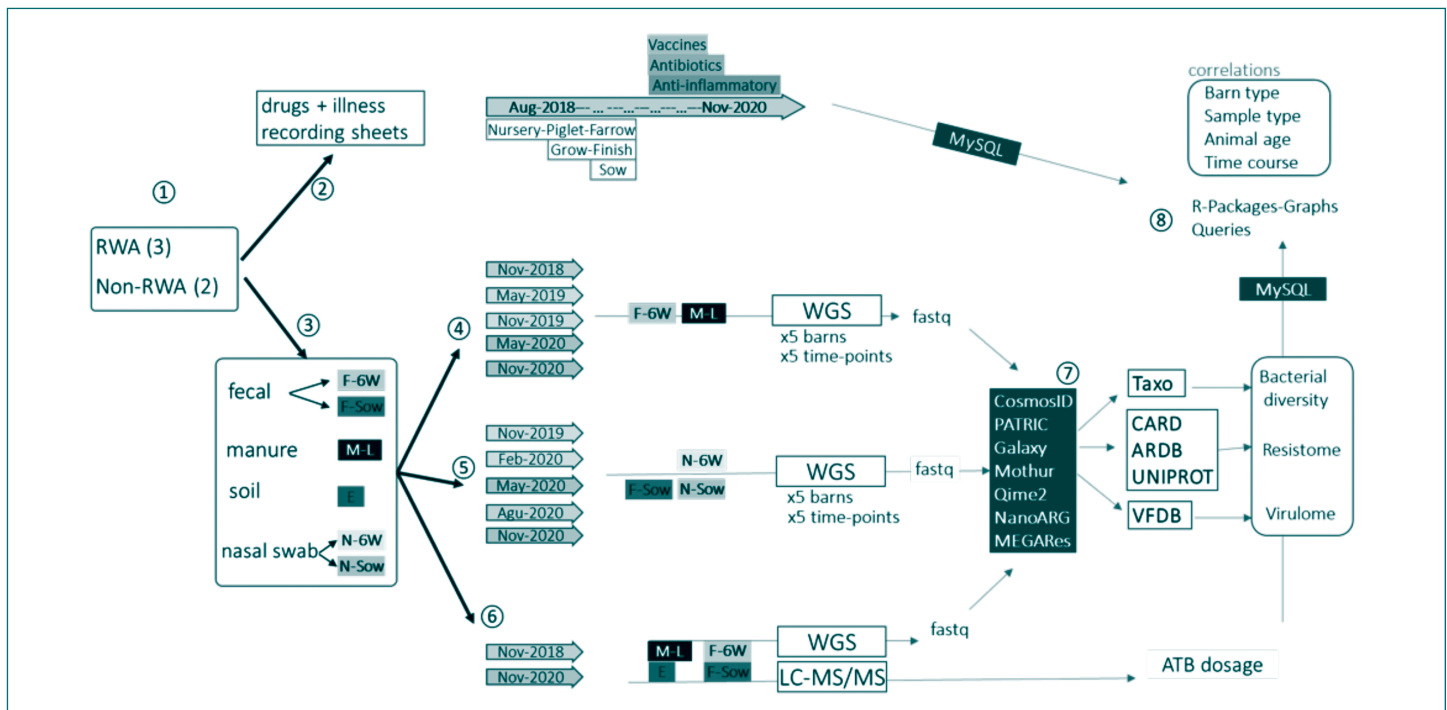 Vaccines
Antibiotics
Anti-inflammatory
Aug-2018--- ... ---- ...---- ...---...---Nov-2020
Nursery-Piglet-Farrow
Grow-Finish
Sow
drugs + illness
recording sheets
MySQL
correlations
Barn type
Sample type
Animal age
Time course
①
②
RWA (3)
Non-RWA (2)
⑧
R-Packages-Graphs
Queries
MySQL
③
fecal
F-6W
F-Sow
manure
M-L
soil
E
nasal swab
N-6W
N-Sow
④
Nov-2018
May-2019
Nov-2019
May-2020
Nov-2020
F-6W
M-L
WGS
x5 barns
x5 time-points
fastq
⑤
Nov-2019
Feb-2020
May-2020
Agu-2020
Nov-2020
N-6W
F-Sow
N-Sow
WGS
x5 barns
x5 time-points
fastq
⑦
CosmosID
PATRIC
Galaxy
Mothur
Qime2
NanoARG
MEGARes
Taxo
CARD
ARDB
UNIPROT
VFDB
Bacterial
diversity
Resistome
Virulome
⑥
Nov-2018
Nov-2020
M-L
F-6W
E
F-Sow
WGS
LC-MS/MS
fastq
ATB dosage